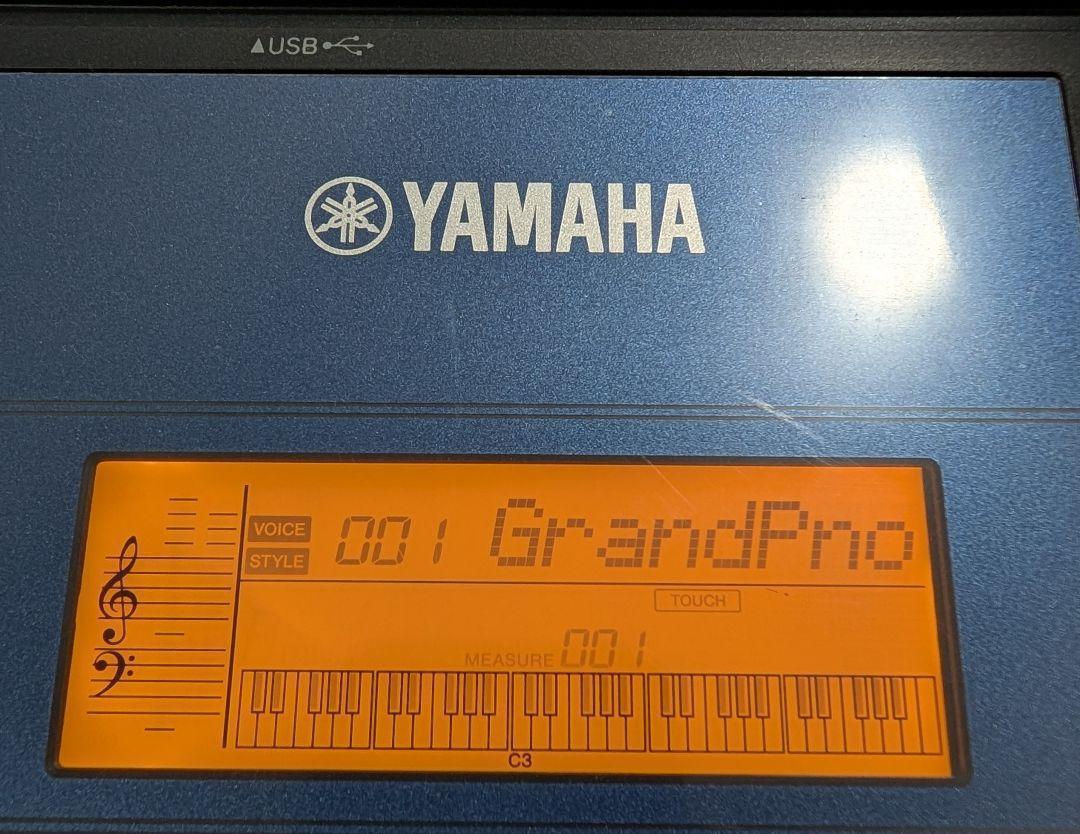 ▲USB
YAMAHA
VOICE
STYLE
001 GrandPno
TOUCH
MEASURE 001
C3